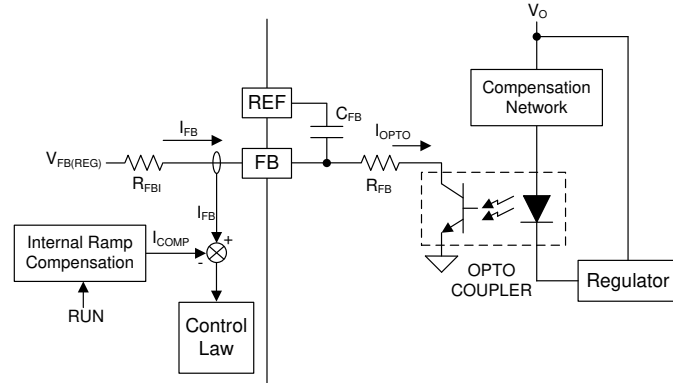 V_O
REF
Compensation
Network
C_FB
I_FB
I_OPTO
V_FB(REG)
FB
R_FBI
R_FB
I_FB
Internal Ramp
Compensation
I_COMP
+
-
OPTO
COUPLER
Regulator
RUN
Control
Law